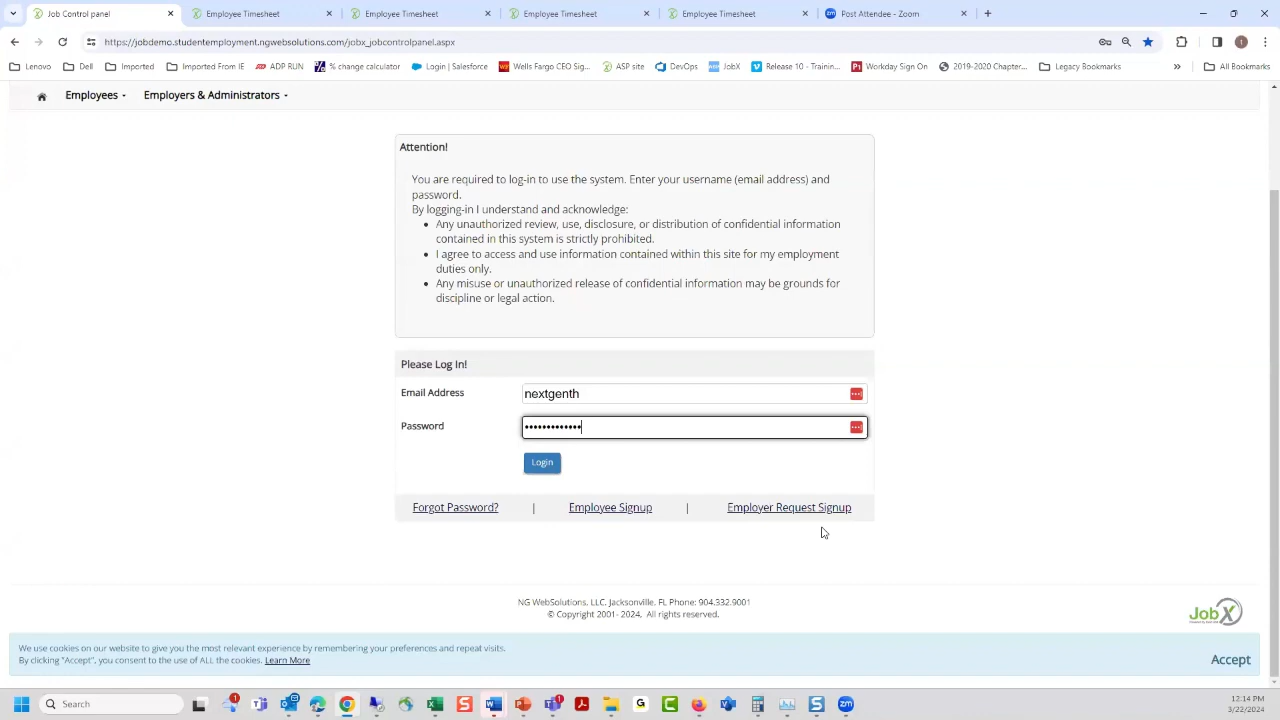 Job Control panel
Employee Timesheet
Employee Timesheet
Employee Timesheet
Employee Timesheet
Post Attendee - Zoom
https://jobdemo.studentemployment.ngwebsolutions.com/jobx_jobcontrolpanel.aspx
Lenovo
Dell
Imported
Imported From IE
ADP RUN
% change calculator
Login | Salesforce
Wells Fargo CEO Sig...
ASP site
DevOps
JobX
Release 10 - Trainin...
Workday Sign On
2019-2020 Chapter...
Legacy Bookmarks
»
All Bookmarks
Employees
Employers & Administrators
Attention!
You are required to log-in to use the system. Enter your username (email address) and
password.
By logging-in I understand and acknowledge:
• Any unauthorized review, use, disclosure, or distribution of confidential information
contained in this system is strictly prohibited.
• I agree to access and use information contained within this site for my employment
duties only.
• Any misuse or unauthorized release of confidential information may be grounds for
discipline or legal action.
Please Log In!
Email Address
nextgenth
Password
•••••••••••••
Login
Forgot Password? | Employee Signup | Employer Request Signup
NG WebSolutions, LLC, Jacksonville, FL Phone: 904.332.9001
© Copyright 2001- 2024, All rights reserved.
JobX
We use cookies on our website to give you the most relevant experience by remembering your preferences and repeat visits.
By clicking "Accept", you consent to the use of ALL the cookies. Learn More
Accept
Search
12:14 PM
3/22/2024